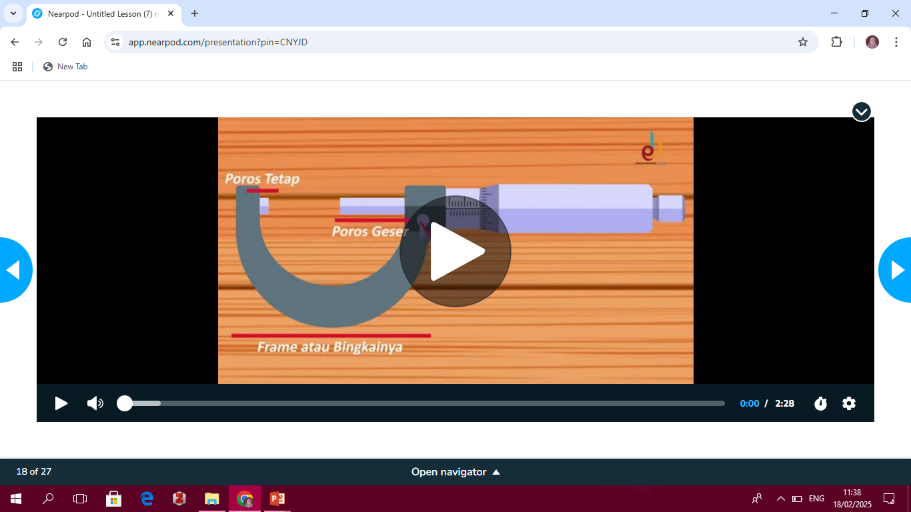 Nearpod - Untitled Lesson (7) n
app.nearpod.com/presentation?pin=CNYJD
New Tab
Poros Tetap
Poros Geser
Frame atau Bingkainya
0:00 / 2:28
18 of 27
Open navigator
ENG
11:38
18/02/2025